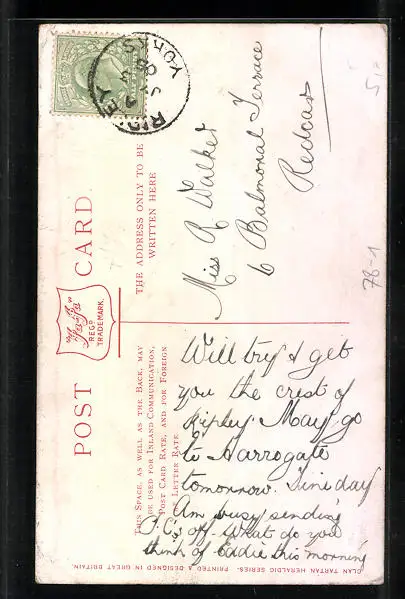 POST CARD
REGD
TRADE MARK.
THE ADDRESS ONLY TO BE
WRITTEN HERE
THIS SPACE, AS WELL AS THE BACK, MAY
BE USED FOR INLAND COMMUNICATION,
POST CARD RATE, AND FOR FOREIGN
LETTER RATE.
RIPLEY
YORKS
Miss R Walker
6 Balmonal Terrace
Redcar
78-1
Will try & get
you the crest of
Ripley. May go
to Harrogate
tomorrow. Fine day
Am busy sending
P.Cs off. What do you
think of Eddie this morning
CLAN TARTAN HERALDIC SERIES. PRINTED & DESIGNED IN GREAT BRITAIN.